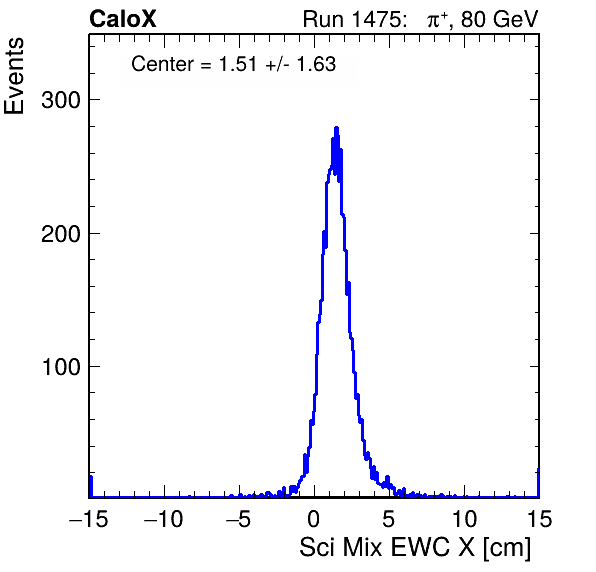 CaloX Run 1475: π⁺, 80 GeV
Center = 1.51 +/- 1.63
Events
300
200
100
−15 −10 −5 0 5 10 15
Sci Mix EWC X [cm]